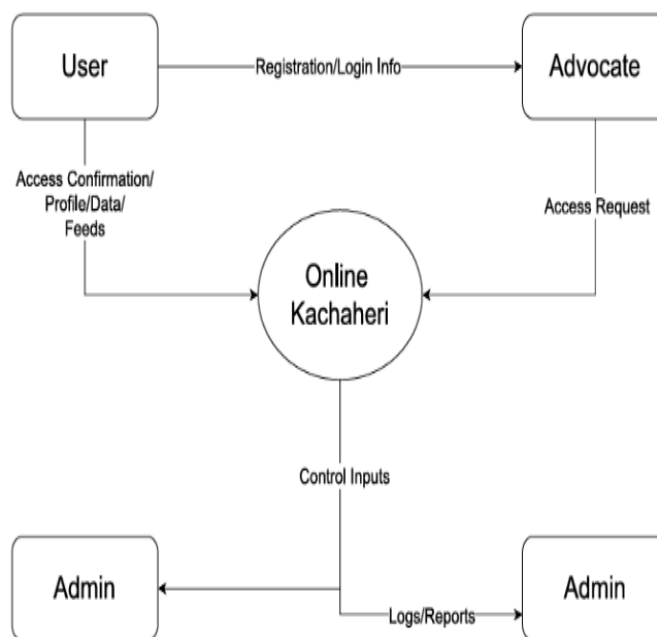 User
Registration/Login Info
Advocate
Access Confirmation/
Profile/Data/
Feeds
Access Request
Online
Kachaheri
Control Inputs
Admin
Logs/Reports
Admin